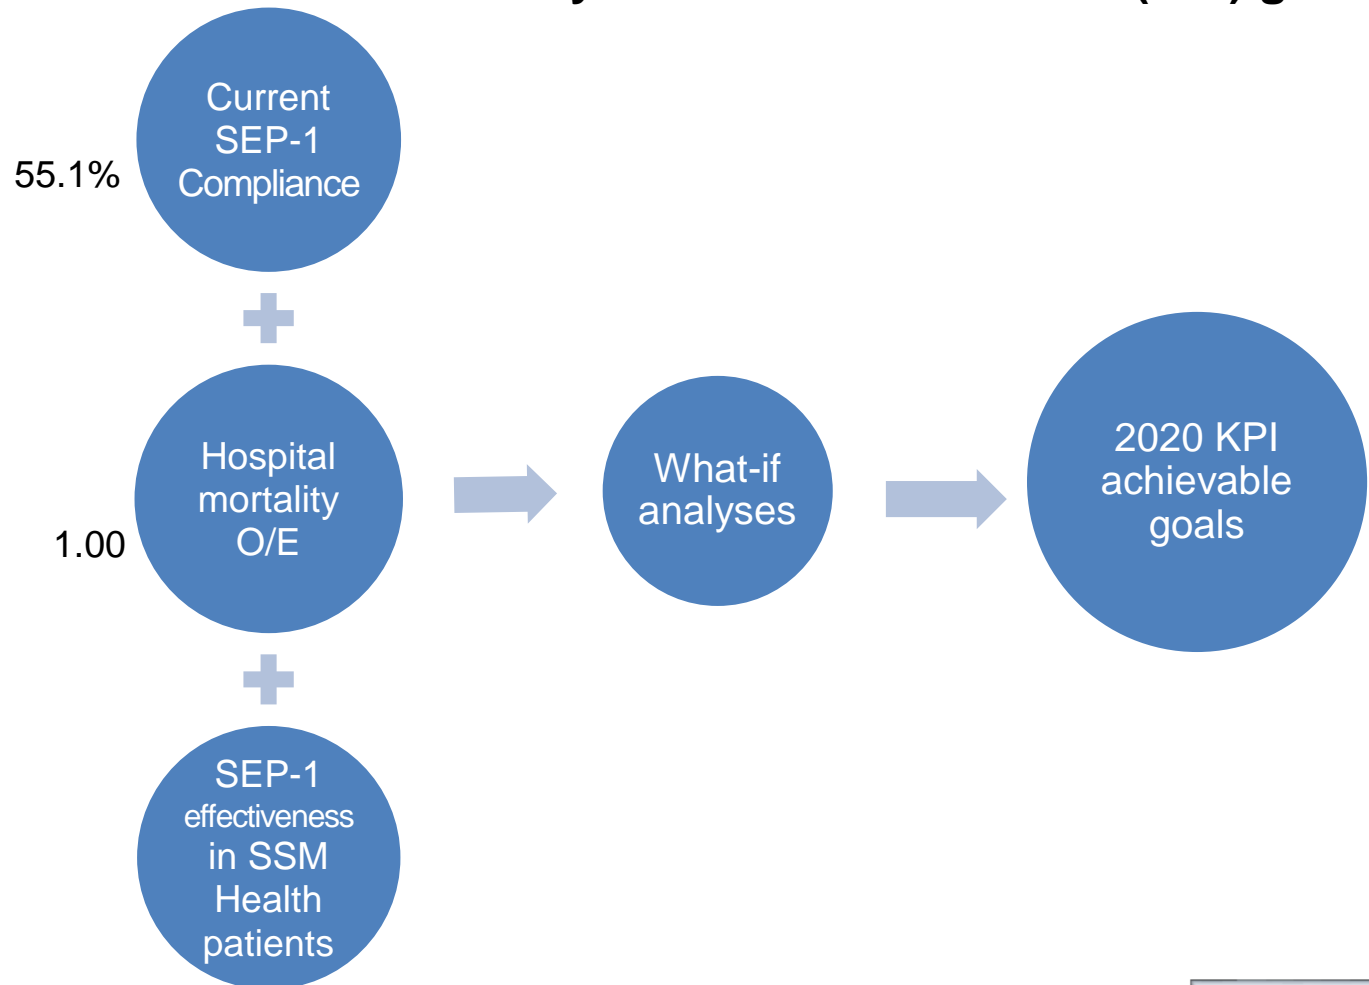 Current
SEP-1
Compliance
55.1%
Hospital
mortality
O/E
1.00
SEP-1
effectiveness
in SSM
Health
patients
What-if
analyses
2020 KPI
achievable
goals